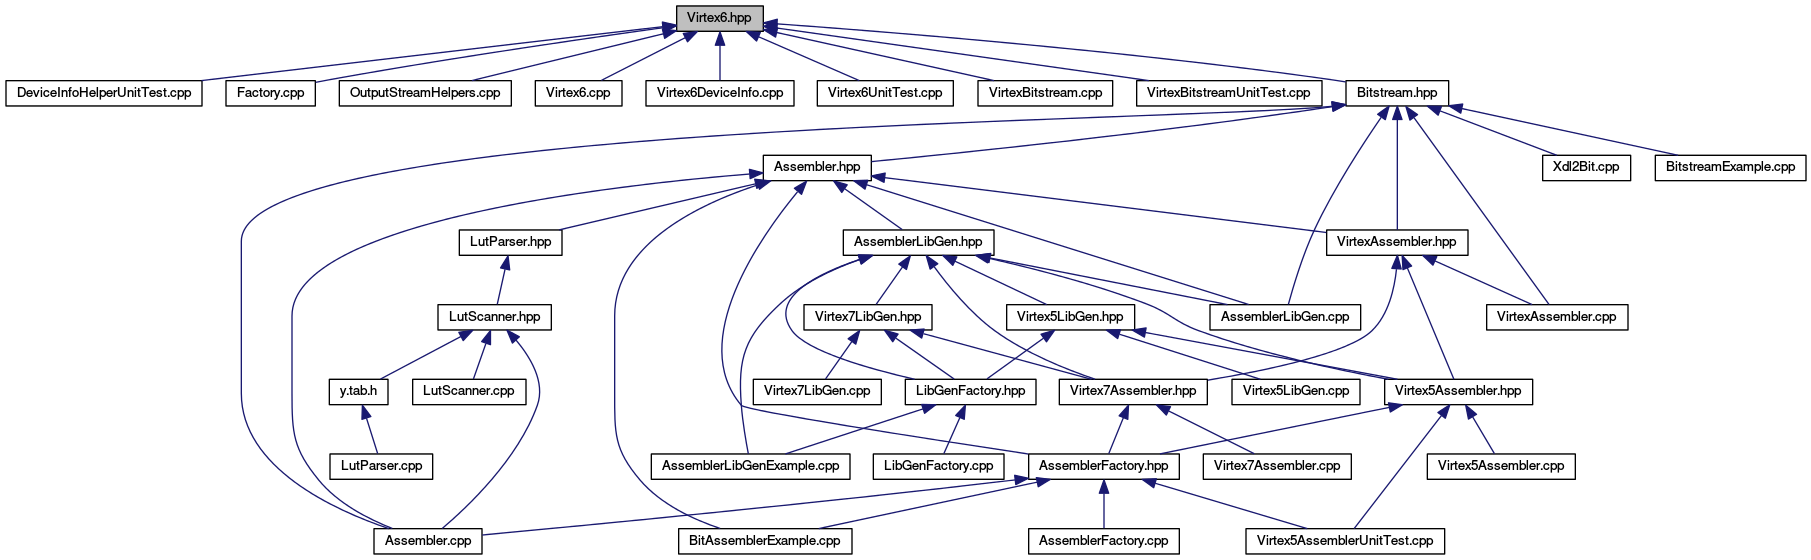 Virtex6.hpp
DeviceInfoHelperUnitTest.cpp
Factory.cpp
OutputStreamHelpers.cpp
Virtex6.cpp
Virtex6DeviceInfo.cpp
Virtex6UnitTest.cpp
VirtexBitstream.cpp
VirtexBitstreamUnitTest.cpp
Bitstream.hpp
Assembler.hpp
Xdl2Bit.cpp
BitstreamExample.cpp
LutParser.hpp
AssemblerLibGen.hpp
VirtexAssembler.hpp
LutScanner.hpp
Virtex7LibGen.hpp
Virtex5LibGen.hpp
AssemblerLibGen.cpp
VirtexAssembler.cpp
y.tab.h
LutScanner.cpp
Virtex7LibGen.cpp
LibGenFactory.hpp
Virtex7Assembler.hpp
Virtex5LibGen.cpp
Virtex5Assembler.hpp
LutParser.cpp
AssemblerLibGenExample.cpp
LibGenFactory.cpp
AssemblerFactory.hpp
Virtex7Assembler.cpp
Virtex5Assembler.cpp
Assembler.cpp
BitAssemblerExample.cpp
AssemblerFactory.cpp
Virtex5AssemblerUnitTest.cpp